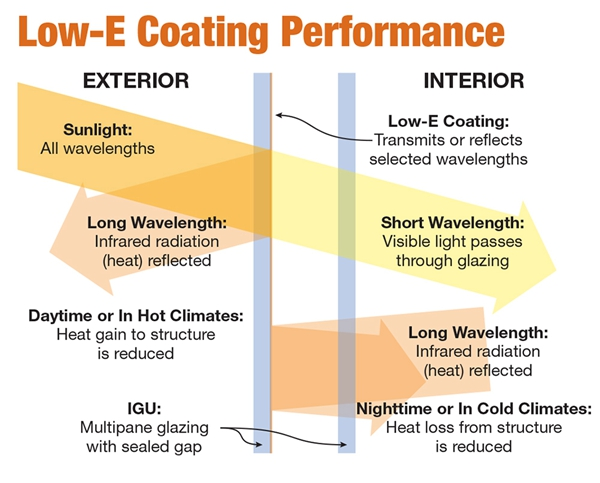 Low-E Coating Performance
EXTERIOR
INTERIOR
Sunlight:
All wavelengths
Low-E Coating:
Transmits or reflects
selected wavelengths
Long Wavelength:
Infrared radiation
(heat) reflected
Short Wavelength:
Visible light passes
through glazing
Daytime or In Hot Climates:
Heat gain to structure
is reduced
Long Wavelength:
Infrared radiation
(heat) reflected
IGU:
Multipane glazing
with sealed gap
Nighttime or In Cold Climates:
Heat loss from structure
is reduced